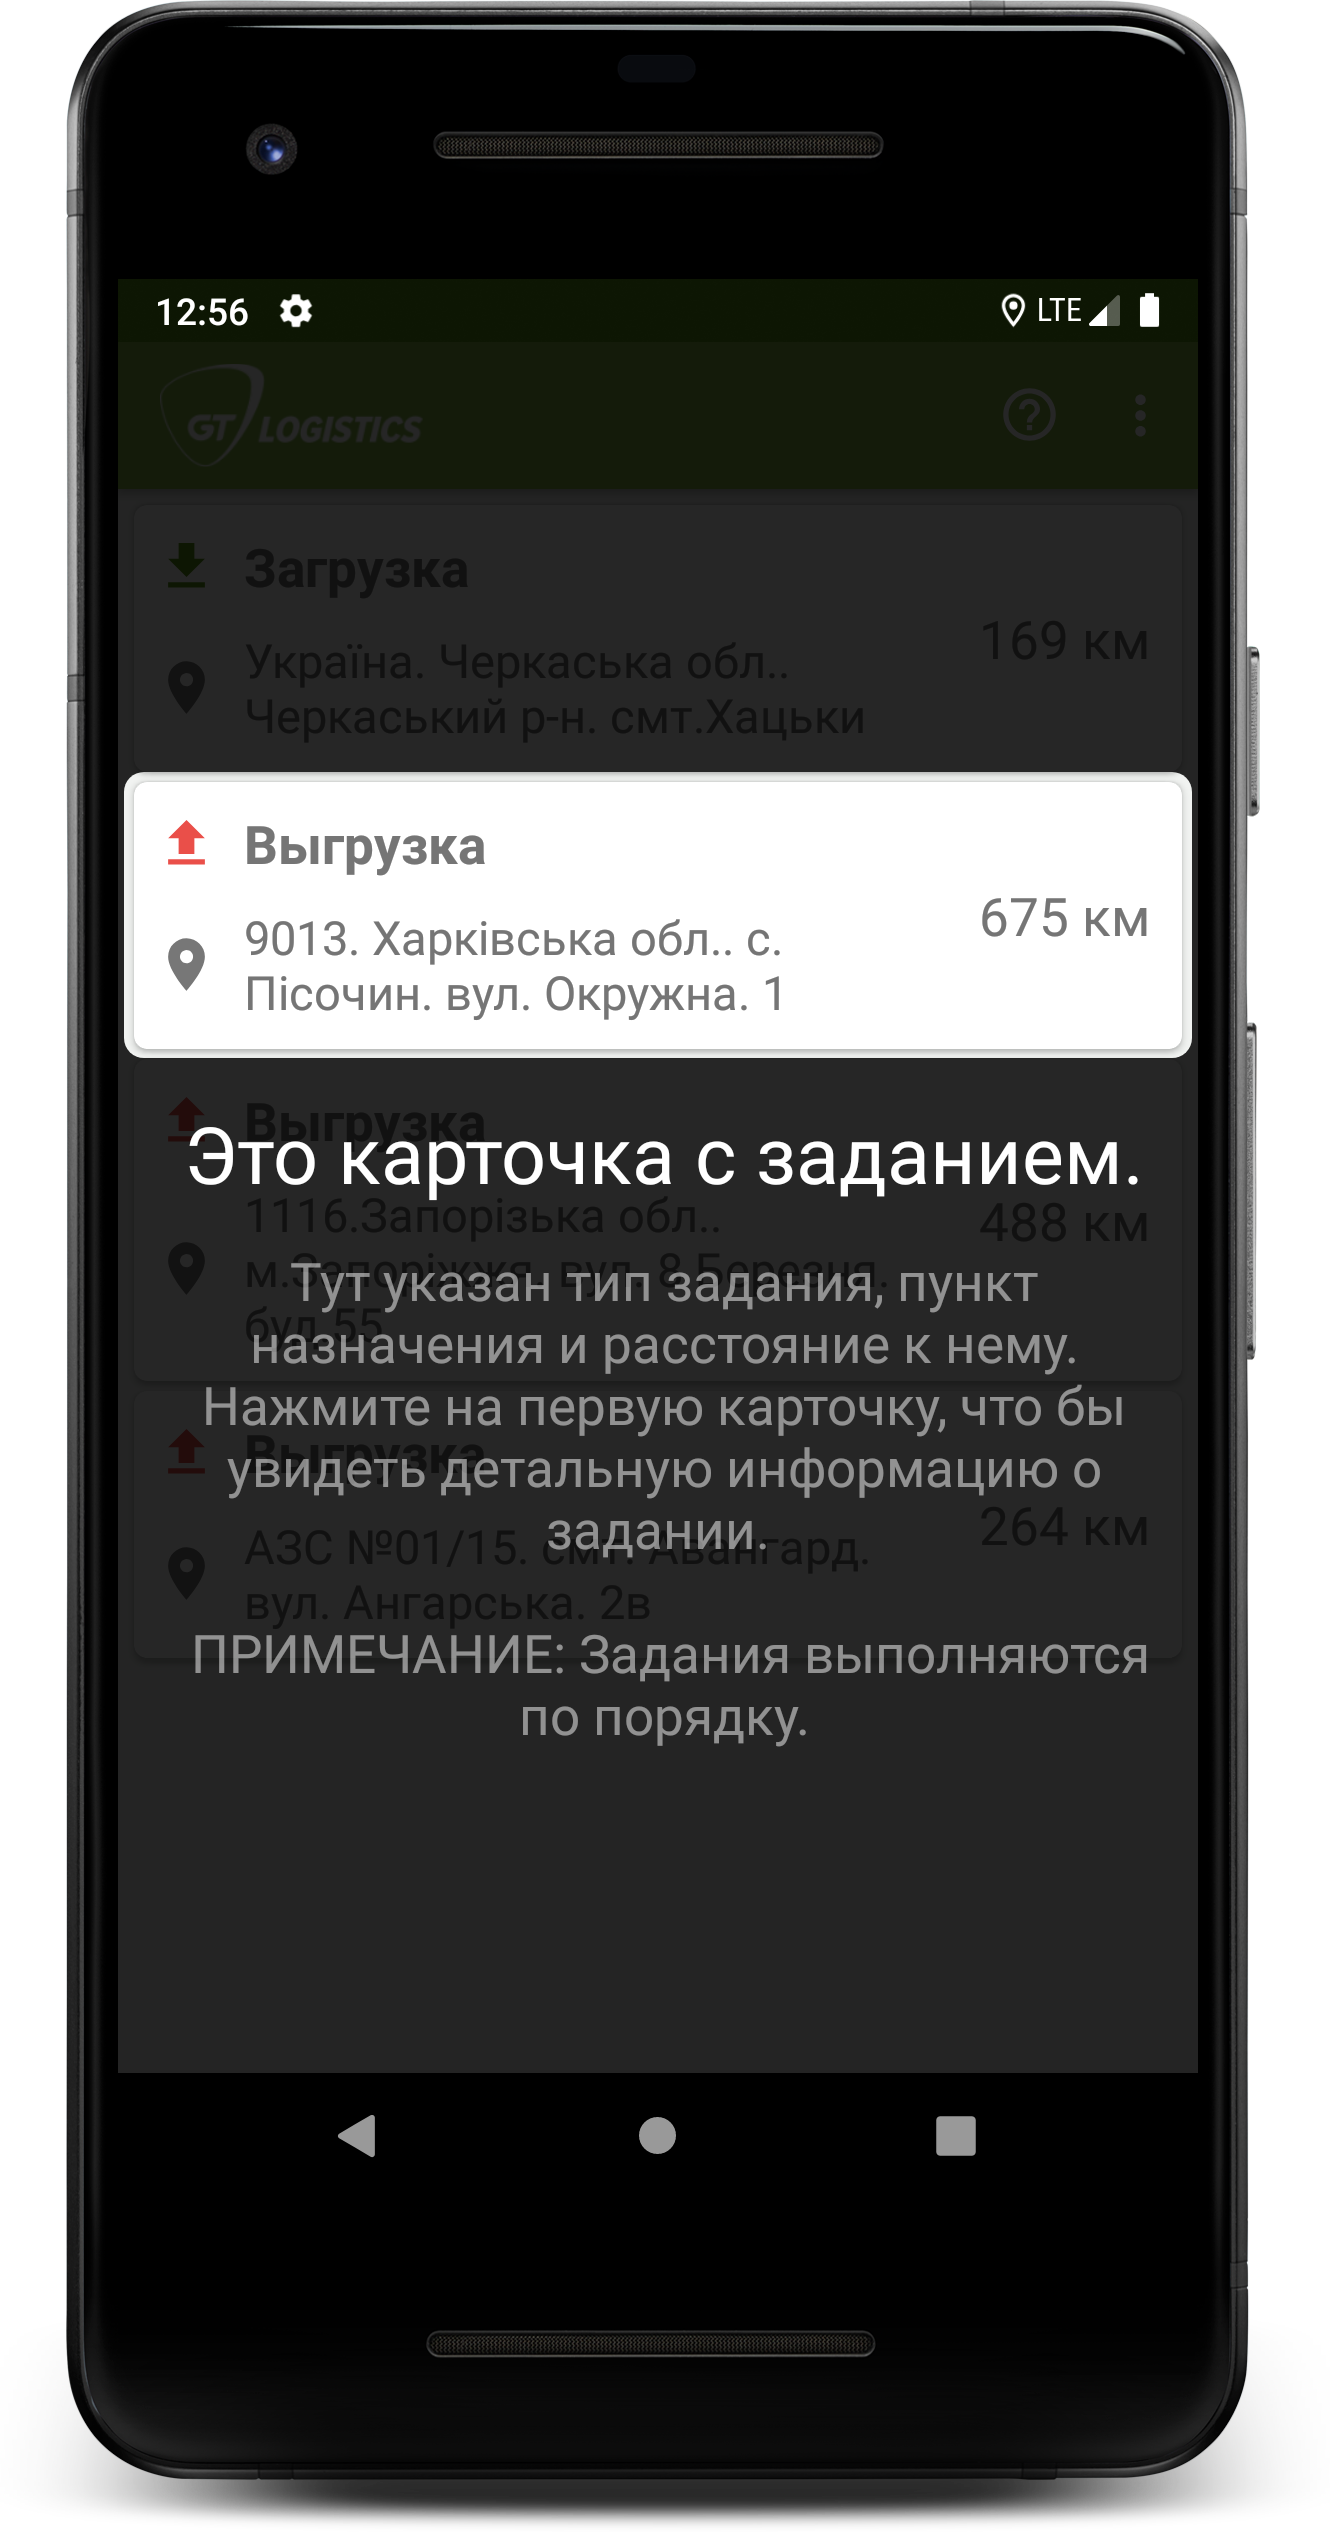 12:56
LTE
GT LOGISTICS
Загрузка
169 км
Україна. Черкаська обл..
Черкаський р-н. смт.Хацьки
Выгрузка
675 км
9013. Харківська обл.. с.
Пісочин. вул. Окружна. 1
Выгрузка
Это карточка с заданием.
1116.Запорізька обл..
488 км
м.Запоріжжя. вул. 8 Березня.
буд.55
Тут указан тип задания, пункт
назначения и расстояние к нему.
Нажмите на первую карточку, что бы
увидеть детальную информацию о
задании.
Выгрузка
264 км
АЗС №01/15. смт. Авангард.
вул. Ангарська. 2в
ПРИМЕЧАНИЕ: Задания выполняются
по порядку.